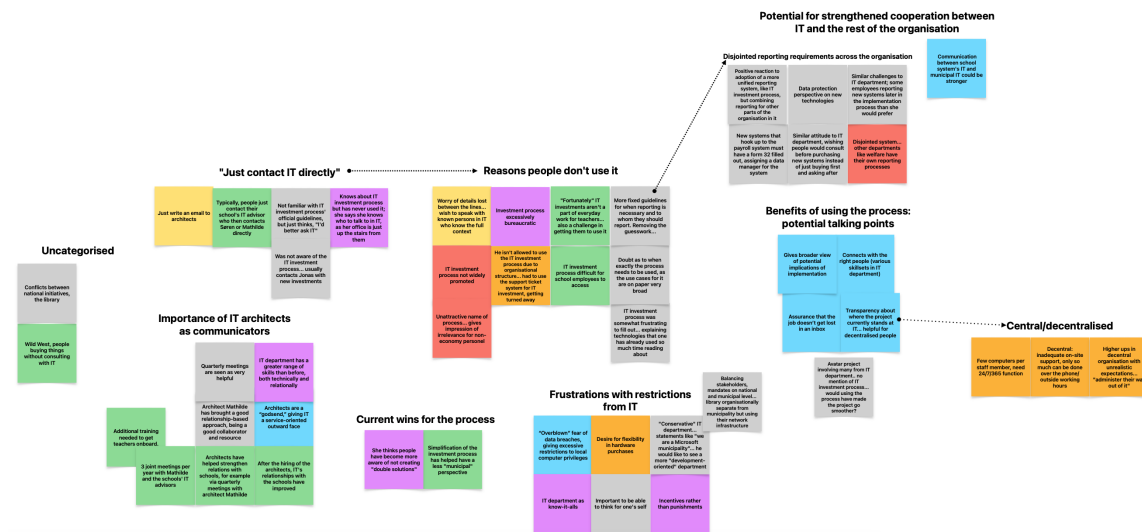 Potential for strengthened cooperation between
IT and the rest of the organisation
Disjointed reporting requirements across the organisation
Communication
between school
system's IT and
municipal IT could be
stronger
Positive reaction to
adoption of a more
unified reporting
system, like IT
investment process,
but combining
reporting for other
parts of the
organisation in it
Data protection
perspective on new
technologies
Similar challenges to
IT department; some
employees reporting
new systems later in
the implementation
process than she
would prefer
New systems that
hook up to the
payroll system must
have a form 32 filled
out, assigning a data
manager for the
system
Similar attitude to IT
department, wishing
people would consult
before purchasing
new systems instead
of just buying first
and asking after
Disjointed system...
other departments
like welfare have
their own reporting
processes
"Just contact IT directly"
Just write an email to
architects
Typically, people just
contact their
school's IT advisor
who then contacts
Søren or Mathilde
directly
Not familiar with IT
investment process'
official guidelines,
but just thinks, "I'd
better ask IT"
Knows about IT
investment process
but has never used it;
she says she knows
who to talk to in IT,
as her office is just
up the stairs from
them
Was not aware of the
IT investment
process... usually
contacts Jonas with
new investments
Reasons people don't use it
Worry of details lost
between the lines...
wish to speak with
known persons in IT
who know the full
context
Investment process
excessively
bureaucratic
"Fortunately" IT
investments aren't a
part of everyday
work for teachers...
also a challenge in
getting them to use it
More fixed guidelines
for when reporting is
necessary and to
whom they should
report. Removing the
guesswork...
IT investment
process not widely
promoted
He isn't allowed to use
the IT investment
process due to
organisational
structure... had to use
the support ticket
system for IT
investment, getting
turned away
IT investment
process difficult for
school employees to
access
Doubt as to when
exactly the process
needs to be used, as
the use cases for it
are on paper very
broad
Unattractive name of
process... gives
impression of
irrelevance for non-
economy personel
IT investment
process was
somewhat frustrating
to fill out... explaining
technologies that one
has already used so
much time reading
about
Benefits of using the process:
potential talking points
Gives broader view
of potential
implications of
implementation
Connects with the
right people (various
skillsets in IT
department)
Assurance that the
job doesn't get lost
in an inbox
Transparency about
where the project
currently stands at
IT... helpful for
decentralised people
Avatar project
involving many from
IT department... no
mention of IT
investment process...
would using the
process have made
the project go
smoother?
Central/decentralised
Few computers per
staff member, need
24/7/365 function
Decentral:
inadequate on-site
support, only so
much can be done
over the phone/
outside working
hours
Higher ups in
decentral
organisation with
unrealistic
expectations...
"administer their way
out of it"
Uncategorised
Conflicts between
national initiatives,
the library
Wild West, people
buying things
without consulting
with IT
Importance of IT architects
as communicators
Quarterly meetings
are seen as very
helpful
IT department has a
greater range of
skills than before,
both technically and
relationally
Architect Mathilde
has brought a good
relationship-based
approach, being a
good collaborator
and resource
Architects are a
"godsend," giving IT
a service-oriented
outward face
Additional training
needed to get
teachers onboard.
3 joint meetings per
year with Mathilde
and the schools' IT
advisors
Architects have
helped strengthen
relations with
schools, for example
via quarterly
meetings with
architect Mathilde
After the hiring of the
architects, IT's
relationships with
the schools have
improved
Current wins for the process
She thinks people
have become more
aware of not creating
"double solutions"
Simplification of the
investment process
has helped have a
less "municipal"
perspective
Frustrations with restrictions
from IT
Balancing
stakeholders,
mandates on national
and municipal level...
library organisationally
separate from
municipality but using
their network
infrastructure
"Overblown" fear of
data breaches,
giving excessive
restrictions to local
computer privileges
Desire for flexibility
in hardware
purchases
"Conservative" IT
department...
statements like "we
are a Microsoft
municipality"... he
would like to see a
more "development-
oriented" department
IT department as
know-it-alls
Important to be able
to think for one's self
Incentives rather
than punishments